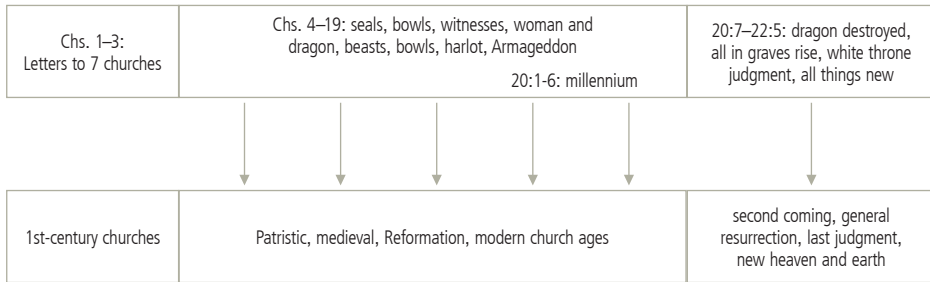 Chs. 1–3:
Letters to 7 churches
Chs. 4–19: seals, bowls, witnesses, woman and
dragon, beasts, bowls, harlot, Armageddon
20:1-6: millennium
20:7–22:5: dragon destroyed,
all in graves rise, white throne
judgment, all things new
1st-century churches
Patristic, medieval, Reformation, modern church ages
second coming, general
resurrection, last judgment,
new heaven and earth